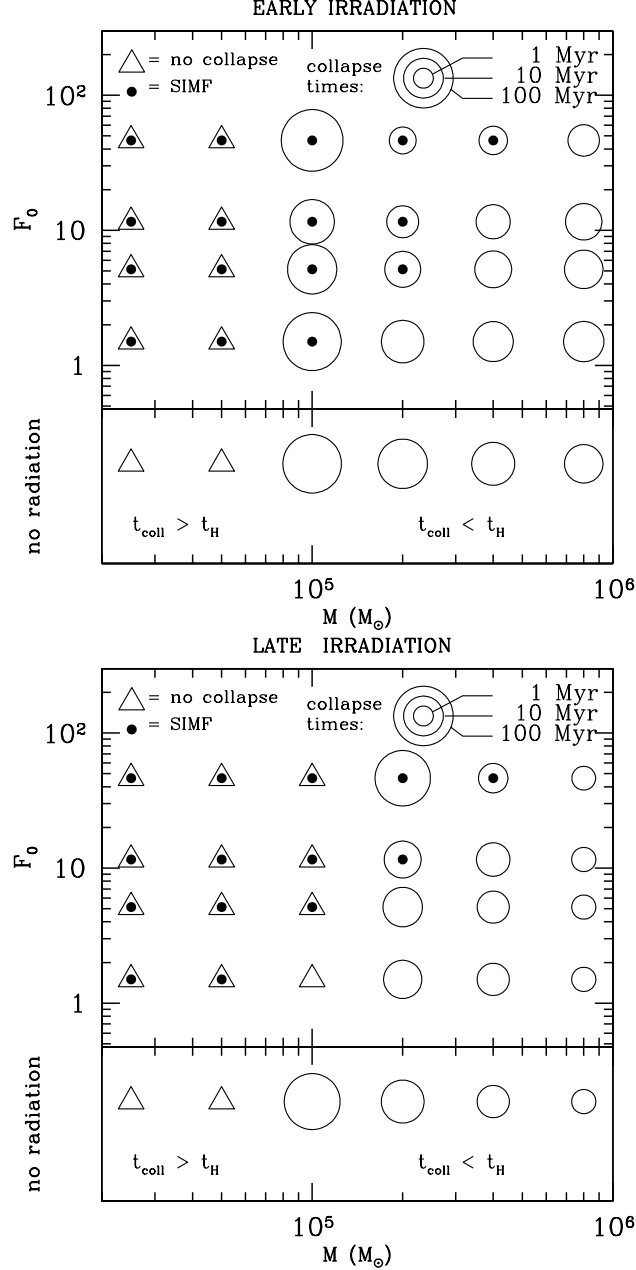 EARLY IRRADIATION
= no collapse
= SIMF
collapse
times:
1 Myr
10 Myr
100 Myr
10²
10
1
F₀
no radiation
t_coll > t_H
t_coll < t_H
10⁵
10⁶
M (M☉)
LATE IRRADIATION
= no collapse
= SIMF
collapse
times:
1 Myr
10 Myr
100 Myr
10²
10
1
F₀
no radiation
t_coll > t_H
t_coll < t_H
10⁵
10⁶
M (M☉)